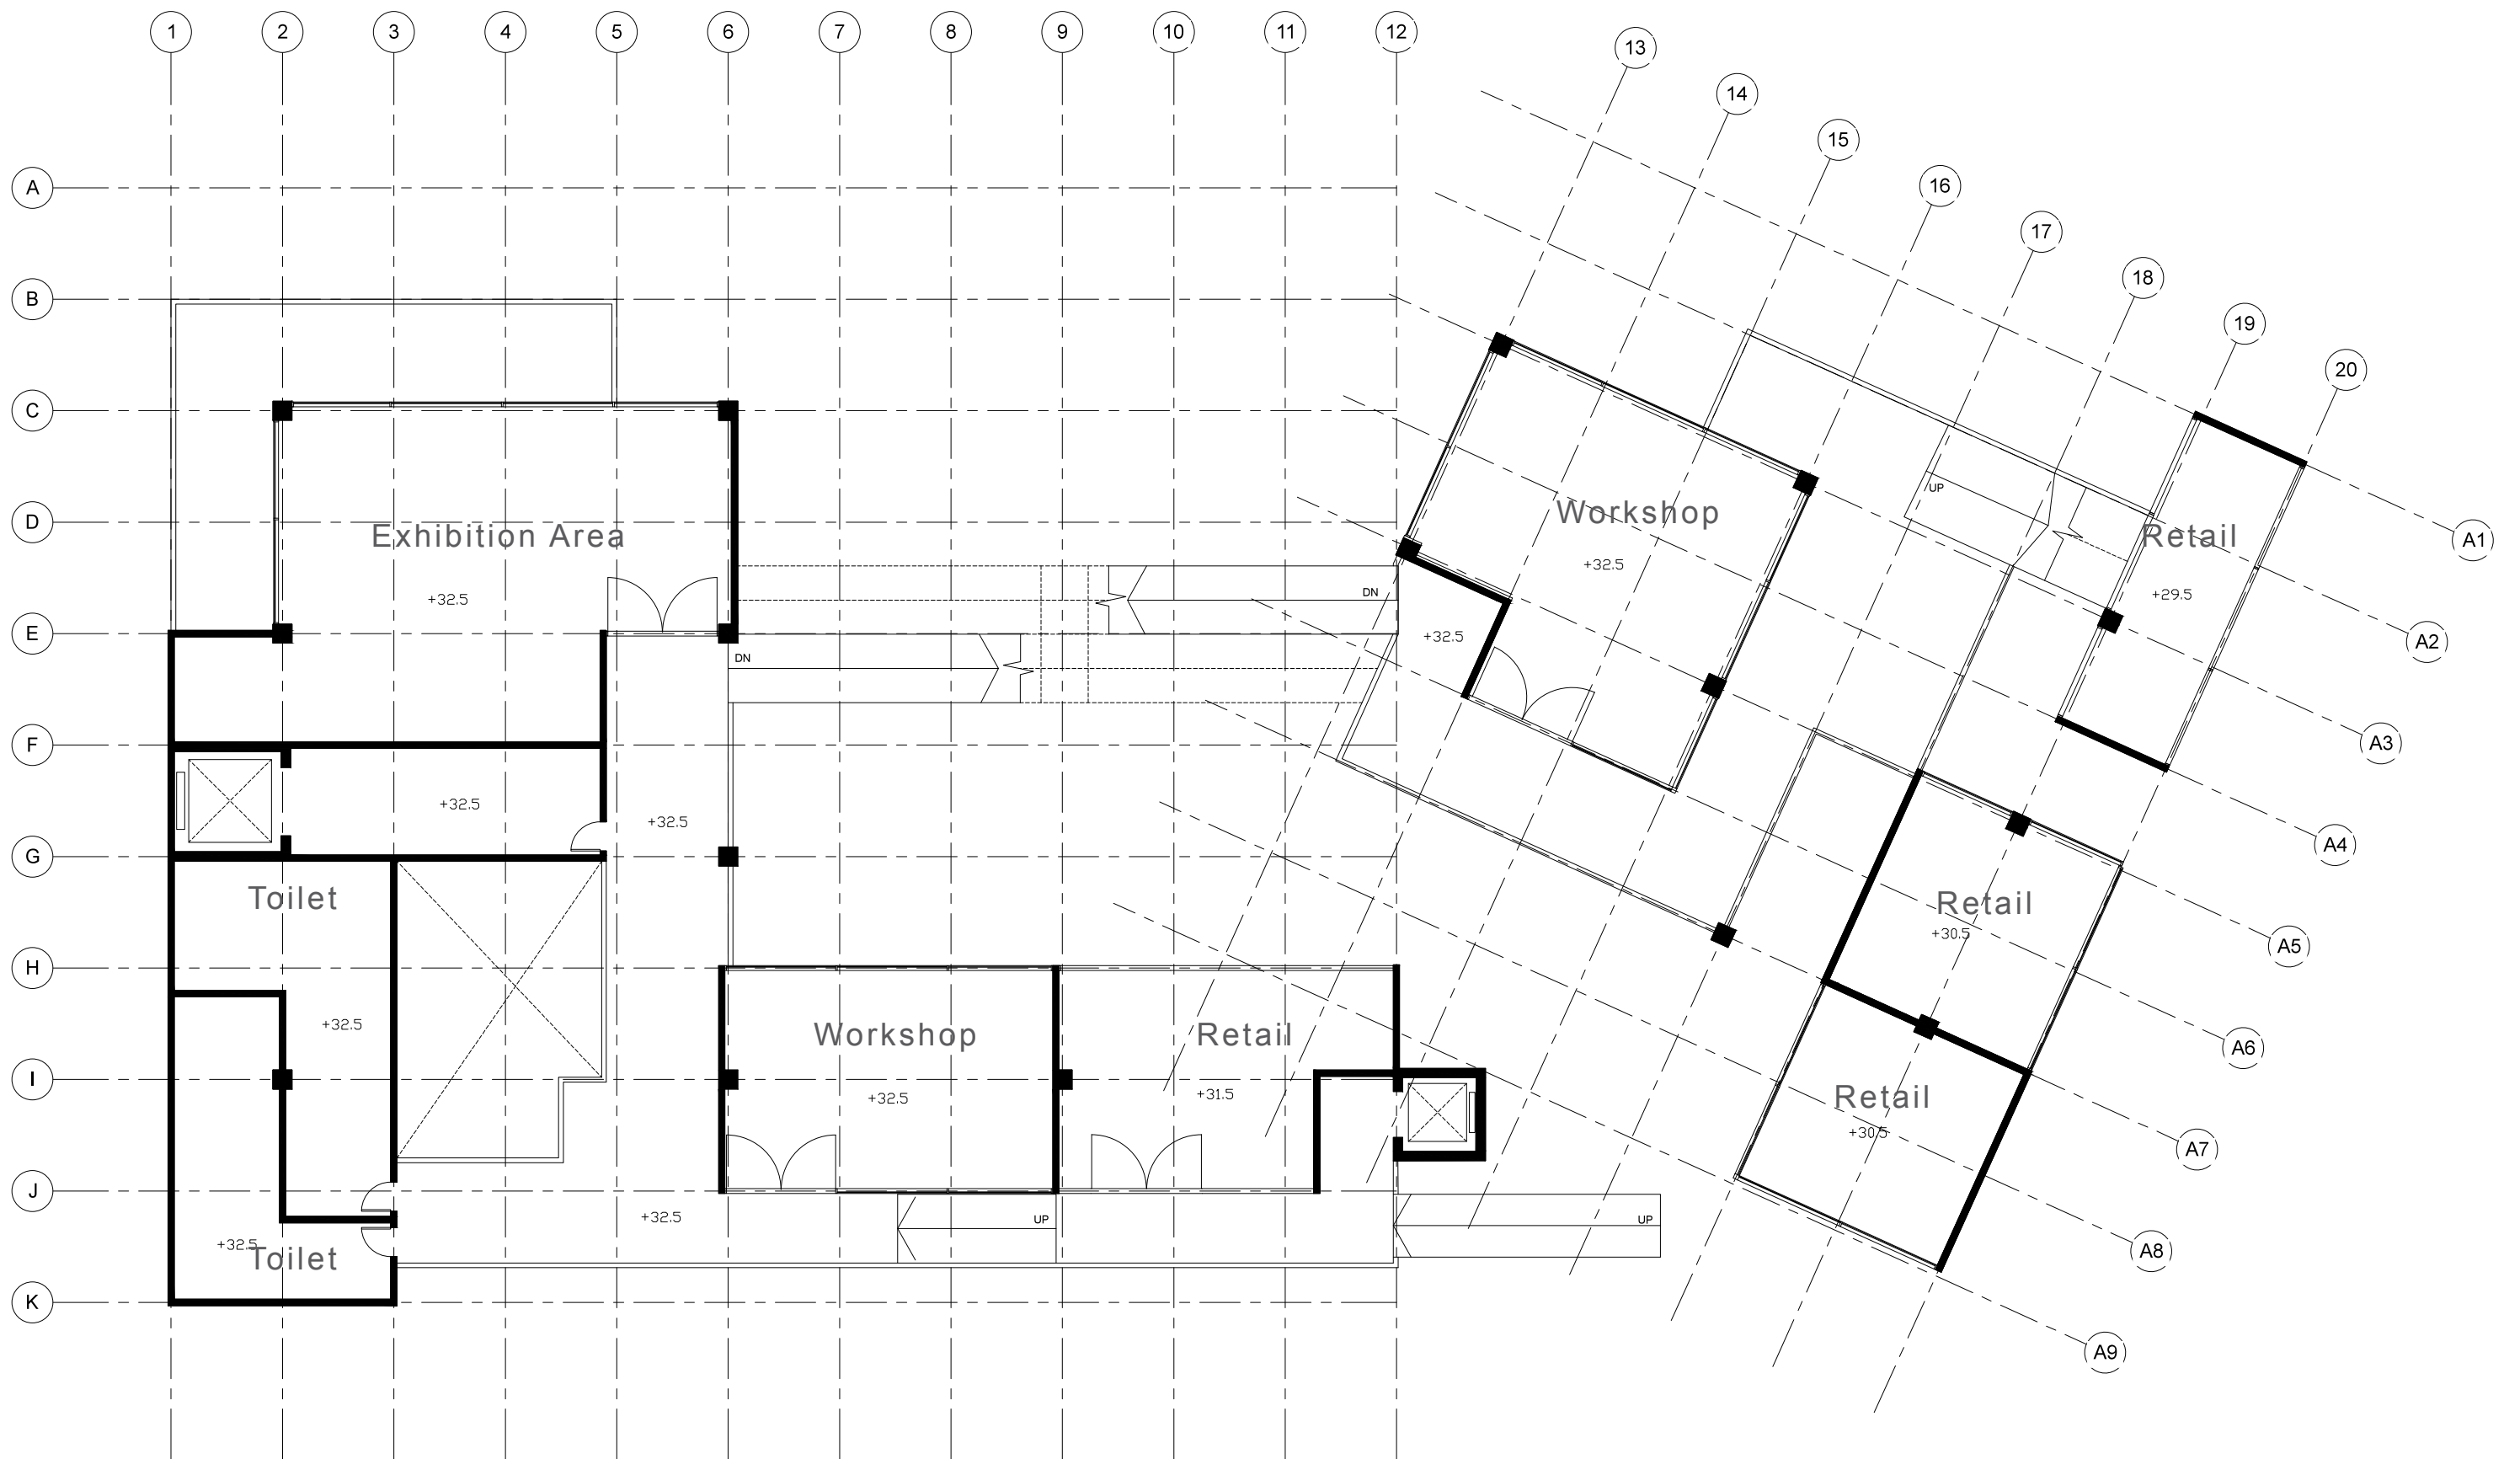 1 2 3 4 5 6 7 8 9 10 11 12
13
14
15
16
17
18
19
20
A
B
C
D
E
F
G
H
I
J
K
A1
A2
A3
A4
A5
A6
A7
A8
A9
Exhibition Area
+32.5
DN
DN
+32.5
+32.5
Toilet
+32.5
+32.5
Toilet
+32.5
Workshop
+32.5
UP
Retail
+31.5
UP
Workshop
+32.5
+32.5
UP
Retail
+29.5
Retail
+30.5
Retail
+30.5